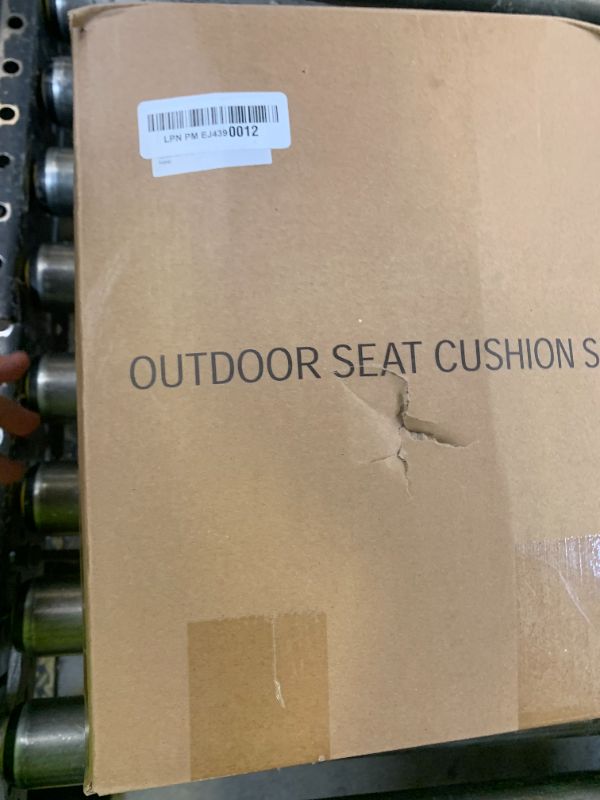 LPN PM EJ4390012
OUTDOOR SEAT CUSHION S